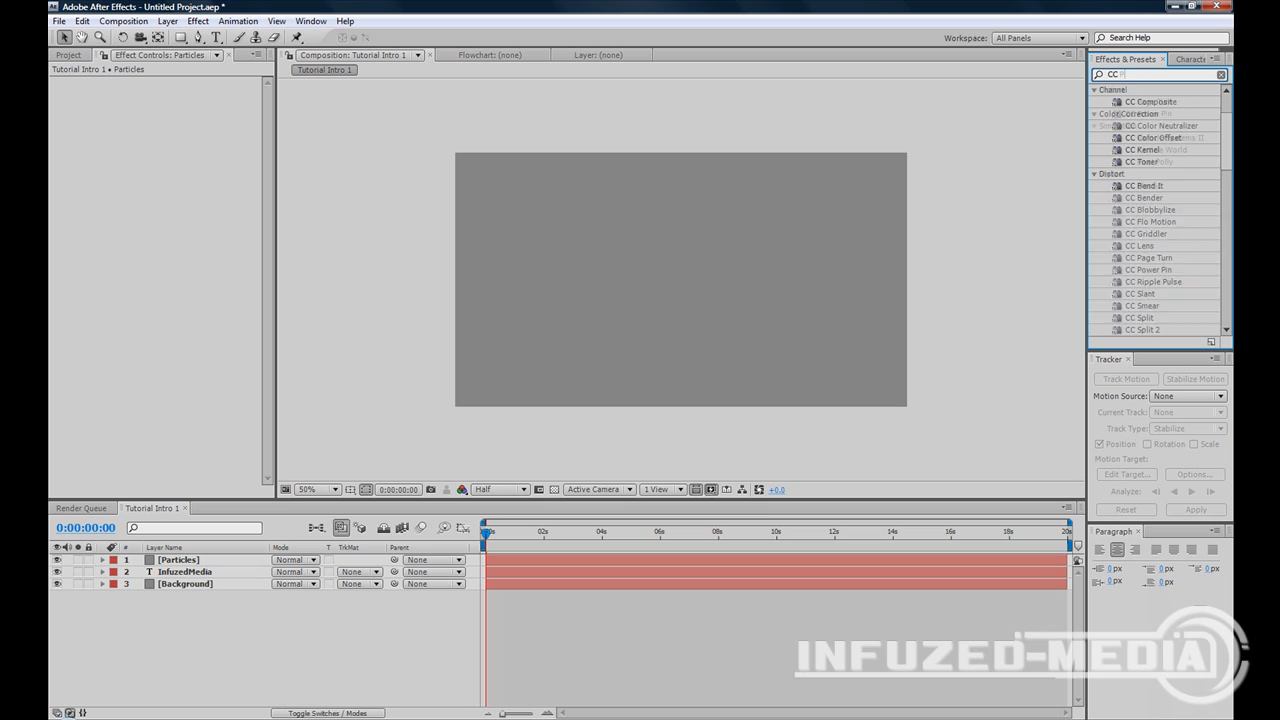 Adobe After Effects - Untitled Project.aep *
File Edit Composition Layer Effect Animation View Window Help
Workspace: All Panels Search Help
Project Effect Controls: Particles Composition: Tutorial Intro 1 Flowchart: (none) Layer: (none) Effects & Presets Characte
Tutorial Intro 1 • Particles Tutorial Intro 1
CC P
Channel
CC Composite
Color Correction
CC Color Neutralizer
CC Color Offset
CC Kernel
CC Toner
Distort
CC Bend It
CC Bender
CC Blobbylize
CC Flo Motion
CC Griddler
CC Lens
CC Page Turn
CC Power Pin
CC Ripple Pulse
CC Slant
CC Smear
CC Split
CC Split 2
Tracker
Track Motion Stabilize Motion
Motion Source: None
Current Track: None
Track Type: Stabilize
Position Rotation Scale
Motion Target:
Edit Target... Options...
Analyze:
Reset Apply
50% 0:00:00:00 Half Active Camera 1 View +0.0
Render Queue Tutorial Intro 1
0:00:00:00
02s 04s 06s 08s 10s 12s 14s 16s 18s 20s
# Layer Name Mode T TrkMat Parent
1 [Particles] Normal None
2 T InfuzedMedia Normal None None
3 [Background] Normal None None
Paragraph
0 px 0 px 0 px
0 px 0 px
INFUZED-MEDIA
Toggle Switches / Modes